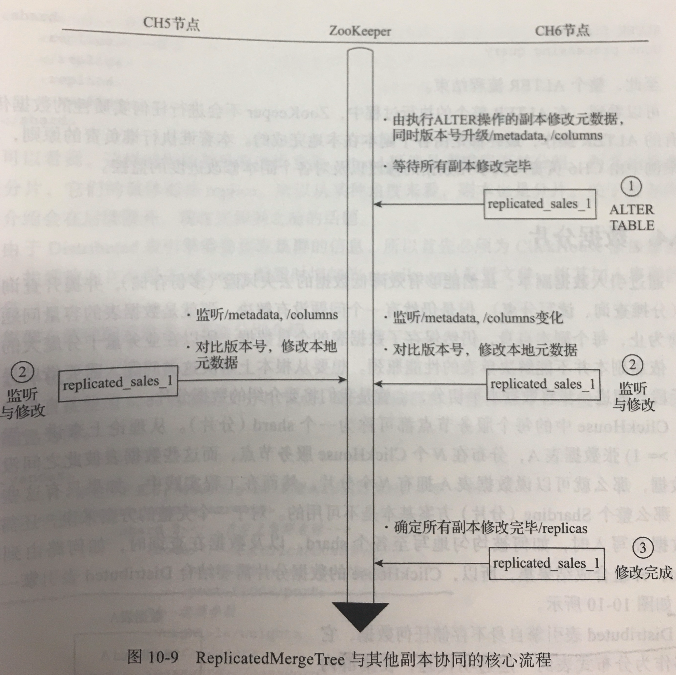 CH5节点
ZooKeeper
CH6节点
· 由执行ALTER操作的副本修改元数据，
同时版本号升级/metadata, /columns
· 等待所有副本修改完毕
①
replicated_sales_1
ALTER
TABLE
· 监听/metadata, /columns
· 对比版本号，修改本地
元数据
②
replicated_sales_1
监听
与修改
· 监听/metadata, /columns变化
· 对比版本号，修改本地元数据
②
replicated_sales_1
监听
与修改
· 确定所有副本修改完毕/replicas
③
replicated_sales_1
修改完成
图 10-9 ReplicatedMergeTree 与其他副本协同的核心流程